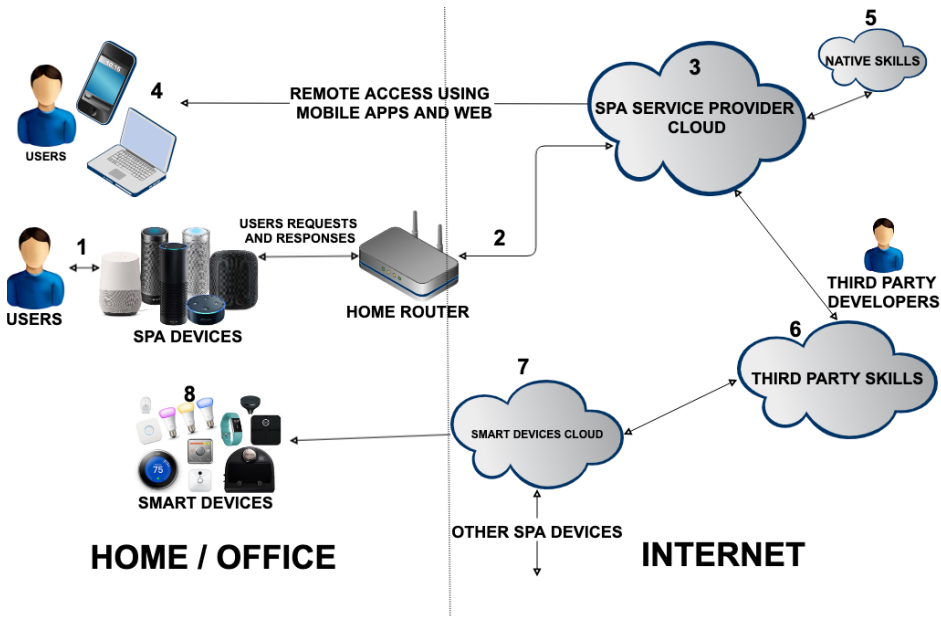 5
NATIVE SKILLS
3
SPA SERVICE PROVIDER
CLOUD
4
REMOTE ACCESS USING
MOBILE APPS AND WEB
USERS
10:16
1
USERS
SPA DEVICES
USERS REQUESTS
AND RESPONSES
2
HOME ROUTER
THIRD PARTY
DEVELOPERS
6
THIRD PARTY SKILLS
7
SMART DEVICES CLOUD
8
75
SMART DEVICES
OTHER SPA DEVICES
HOME / OFFICE
INTERNET